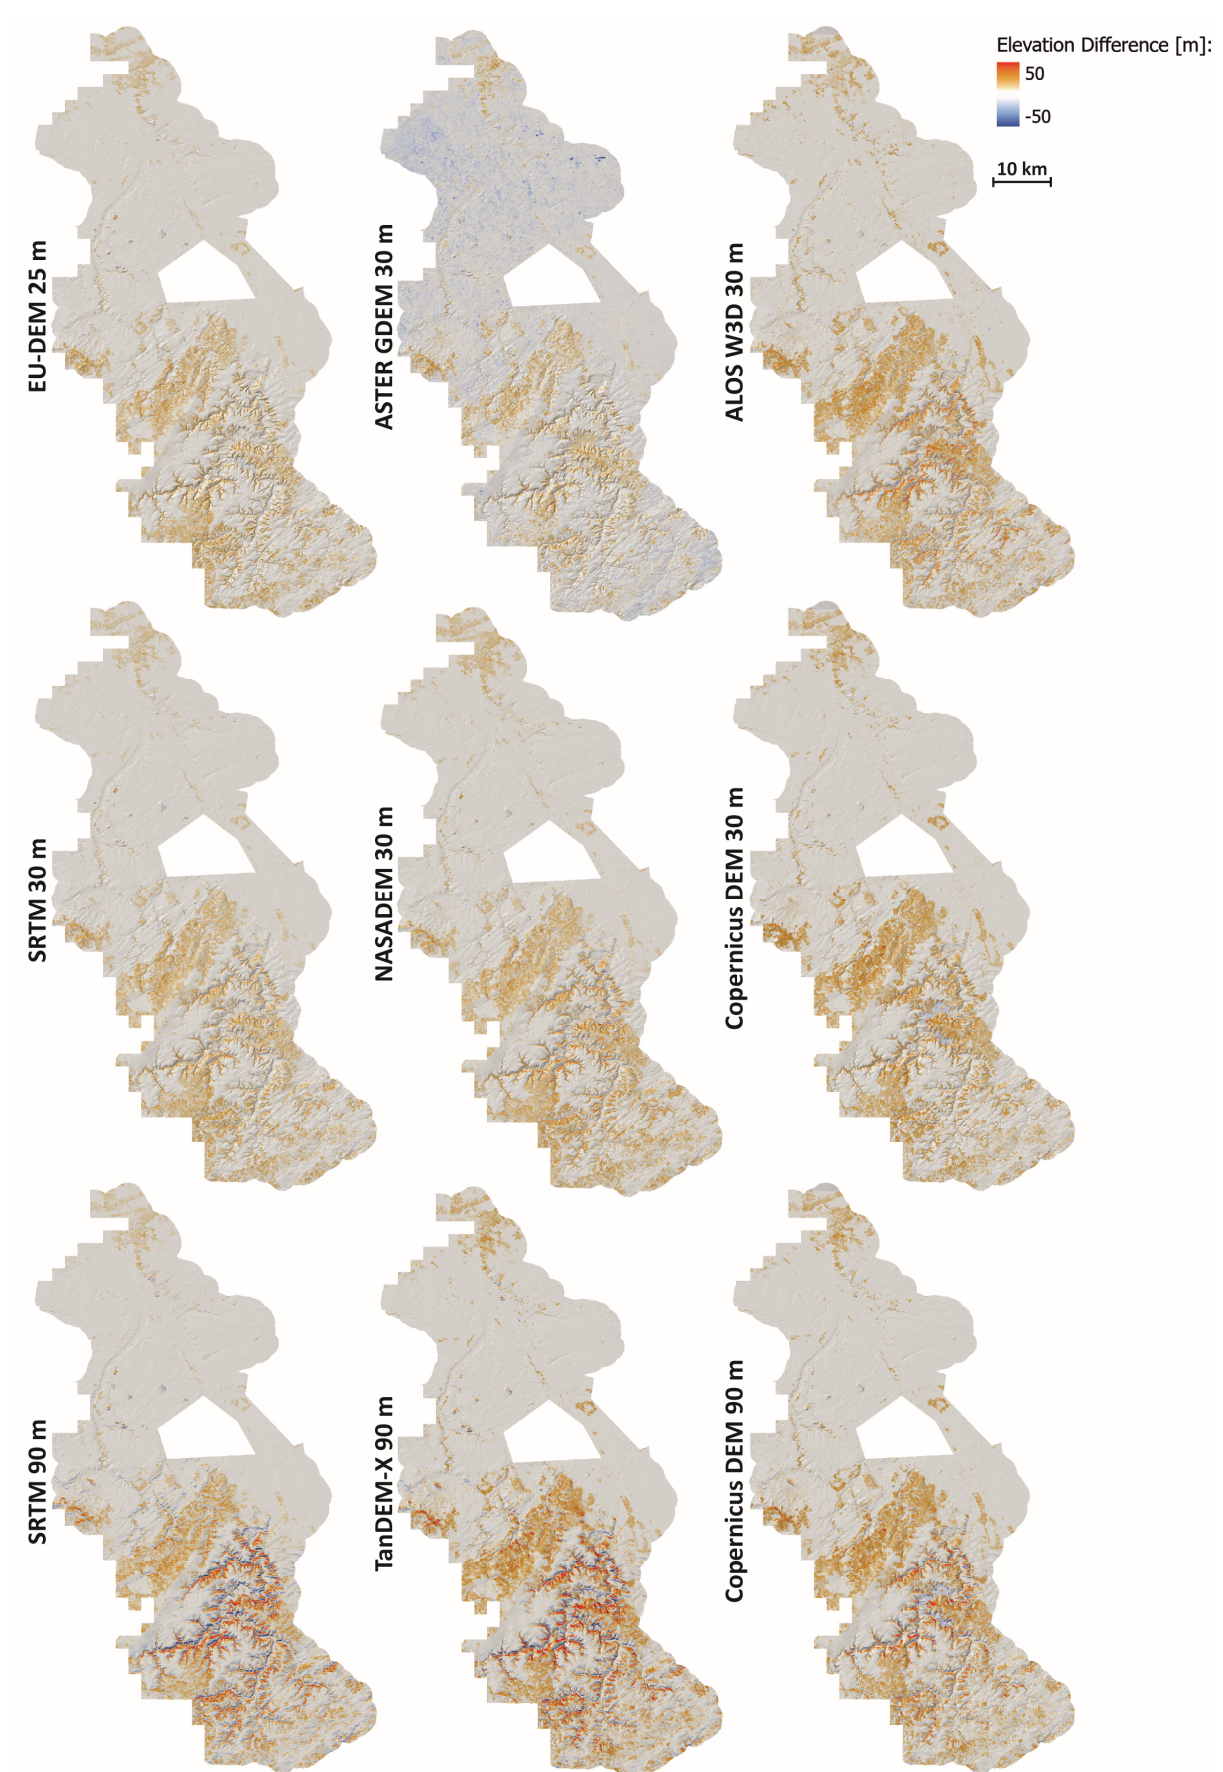 Elevation Difference [m]:
50
-50
10 km
EU-DEM 25 m
ASTER GDEM 30 m
ALOS W3D 30 m
SRTM 30 m
NASADEM 30 m
Copernicus DEM 30 m
SRTM 90 m
TanDEM-X 90 m
Copernicus DEM 90 m